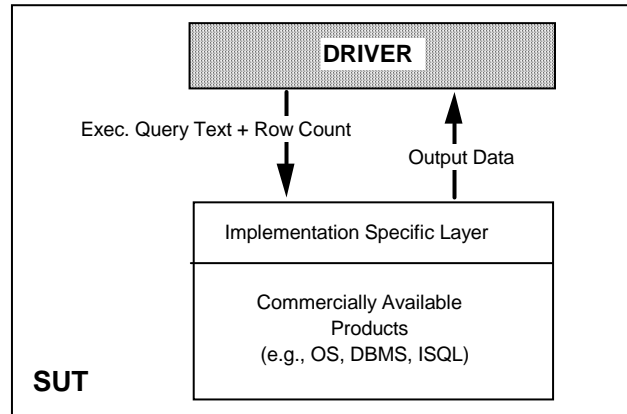 DRIVER
Exec. Query Text + Row Count
Output Data
Implementation Specific Layer
Commercially Available
Products
(e.g., OS, DBMS, ISQL)
SUT